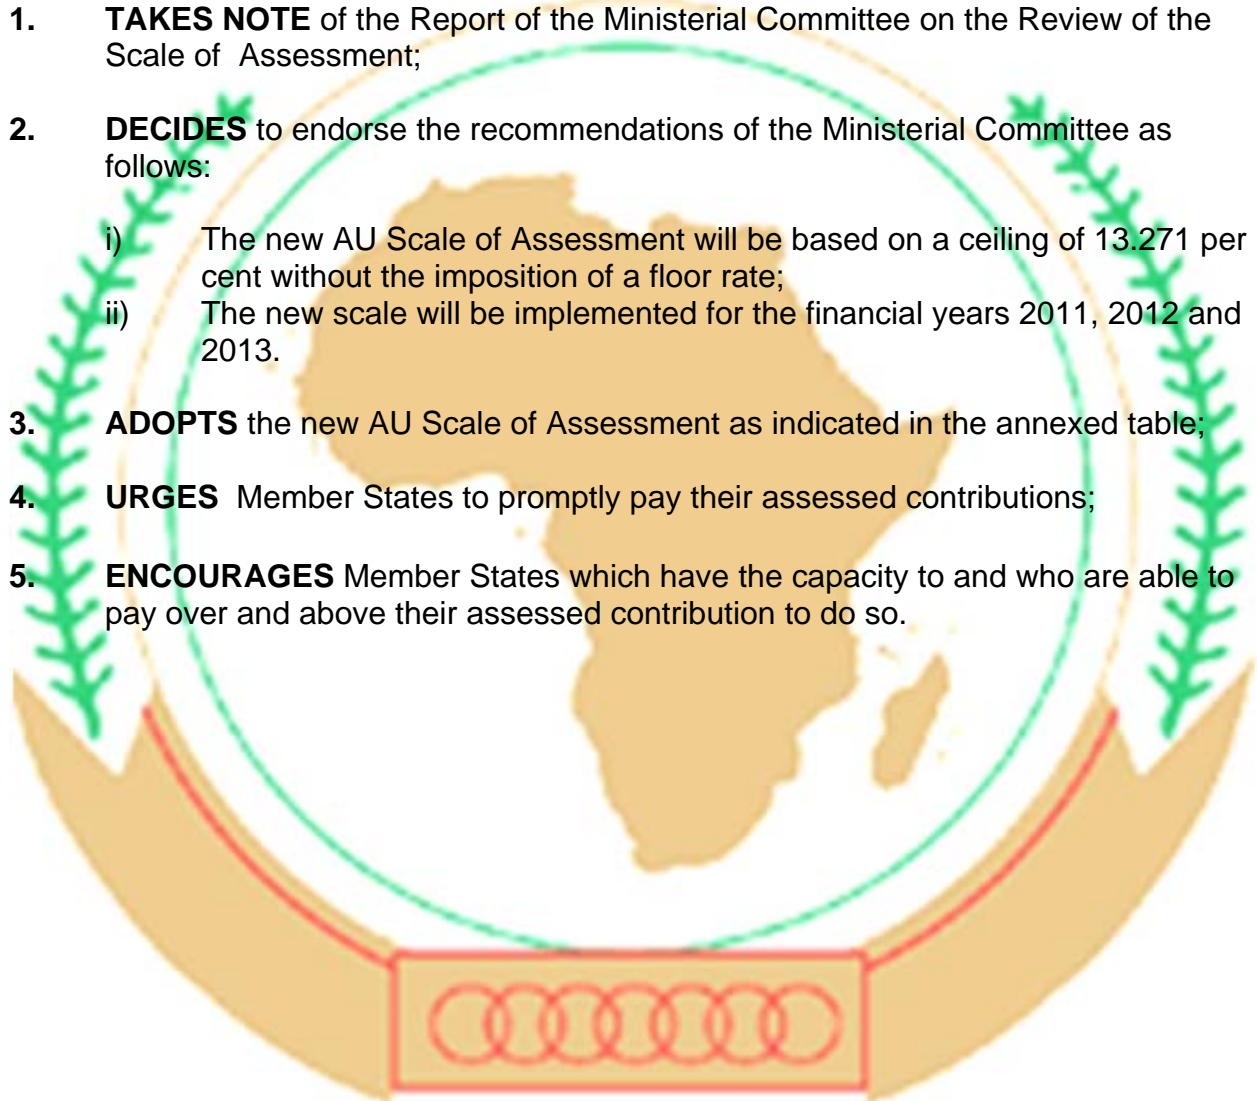 1. TAKES NOTE of the Report of the Ministerial Committee on the Review of the
Scale of Assessment;
2. DECIDES to endorse the recommendations of the Ministerial Committee as
follows:
i) The new AU Scale of Assessment will be based on a ceiling of 13.271 per
cent without the imposition of a floor rate;
ii) The new scale will be implemented for the financial years 2011, 2012 and
2013.
3. ADOPTS the new AU Scale of Assessment as indicated in the annexed table;
4. URGES Member States to promptly pay their assessed contributions;
5. ENCOURAGES Member States which have the capacity to and who are able to
pay over and above their assessed contribution to do so.